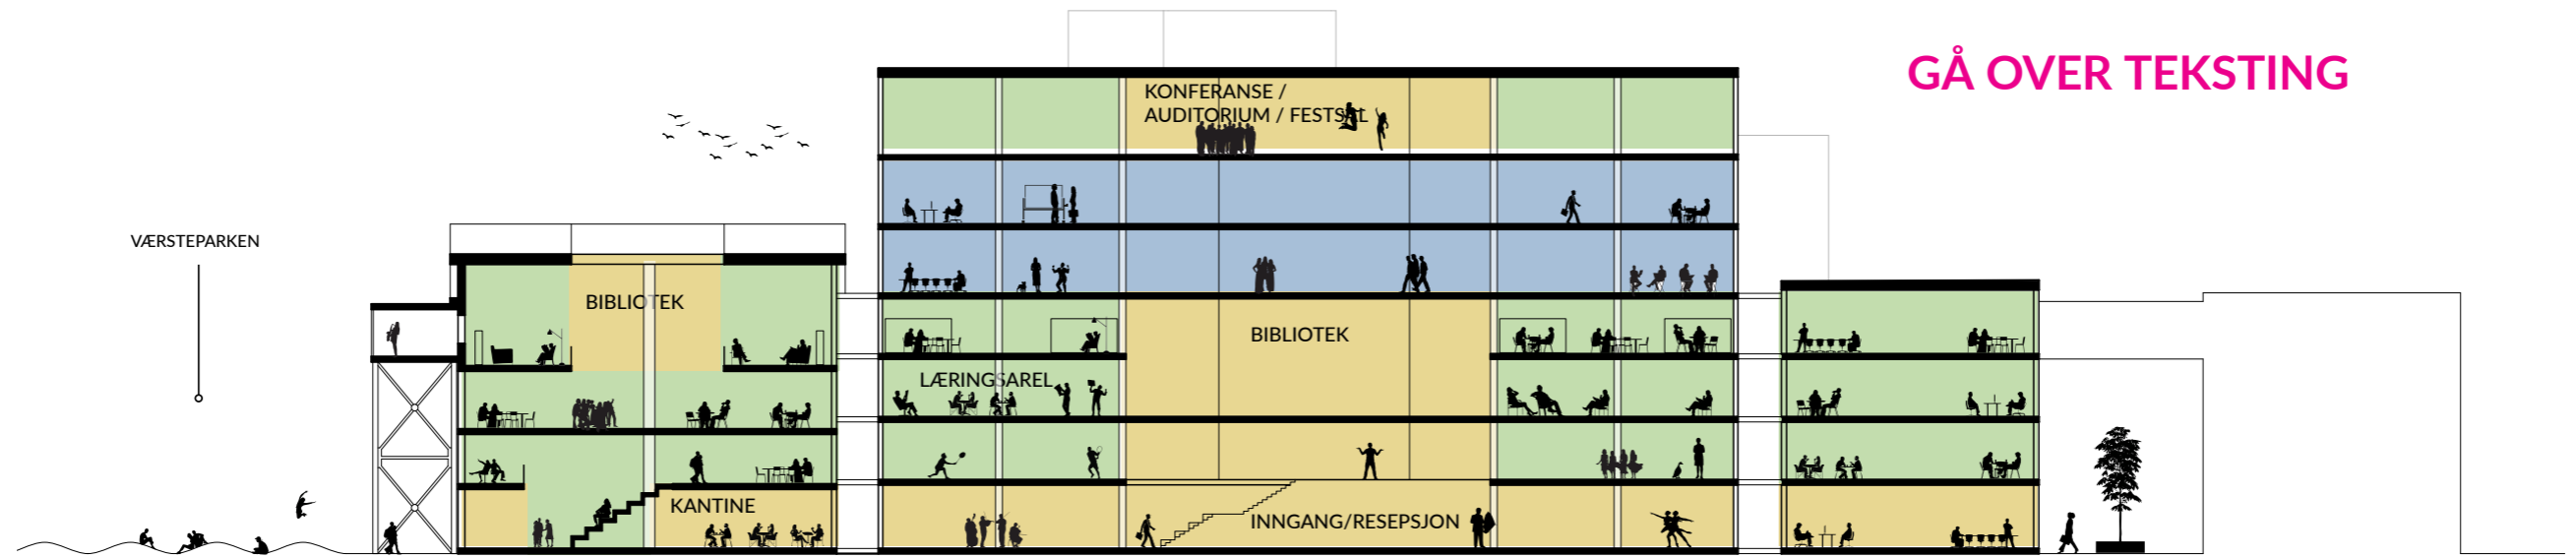 GÅ OVER TEKSTING
KONFERANSE /
AUDITORIUM / FESTSAL
VÆRSTEPARKEN
BIBLIOTEK
BIBLIOTEK
LÆRINGSAREL
KANTINE
INNGANG/RESEPSJON